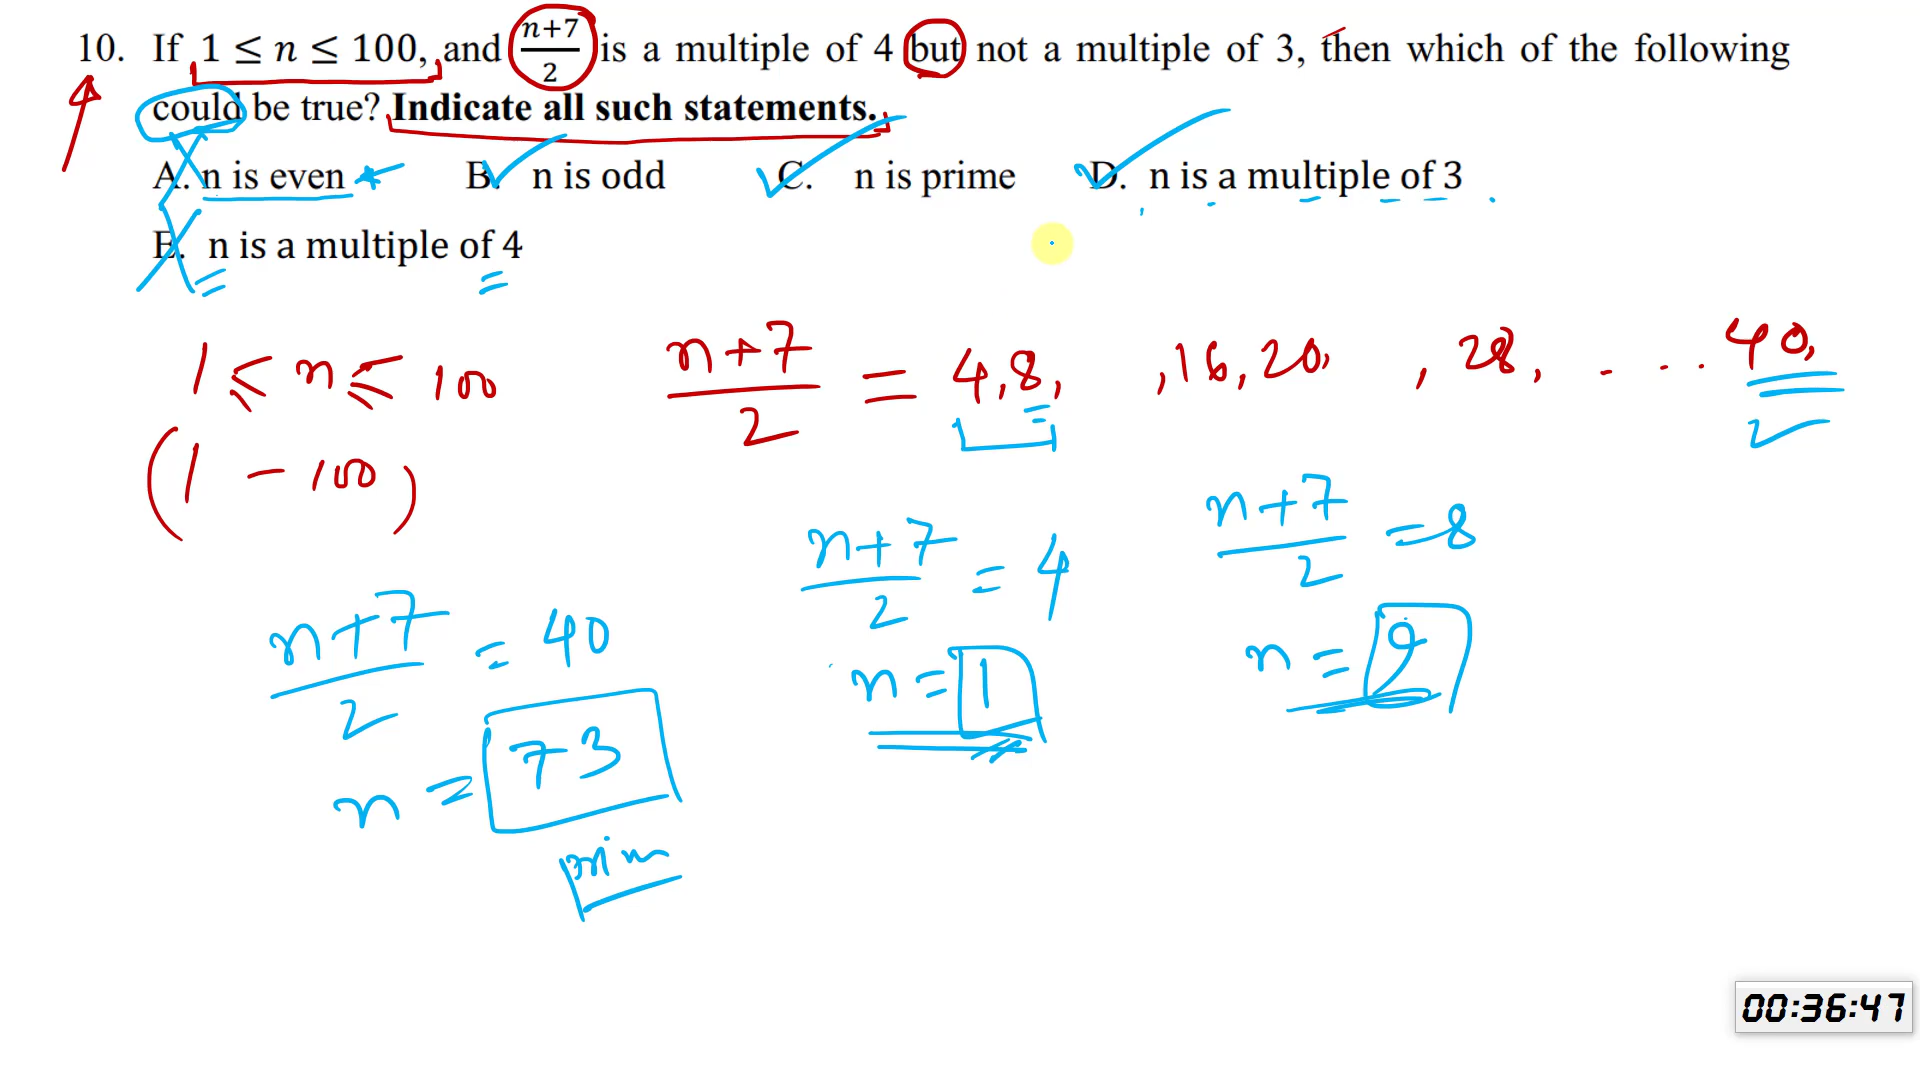 10. If 1 ≤ n ≤ 100, and (n+7)/2 is a multiple of 4 but not a multiple of 3, then which of the following
could be true? Indicate all such statements.
A. n is even B. n is odd C. n is prime D. n is a multiple of 3
E. n is a multiple of 4
1 ≤ n ≤ 100
(n+7)/2 = 4, 8, , 16, 20, , 28, ... 40,
(1 - 100)
(n+7)/2 = 4
n = 1
(n+7)/2 = 8
n = 9
(n+7)/2 = 40
n = 73
00:36:47